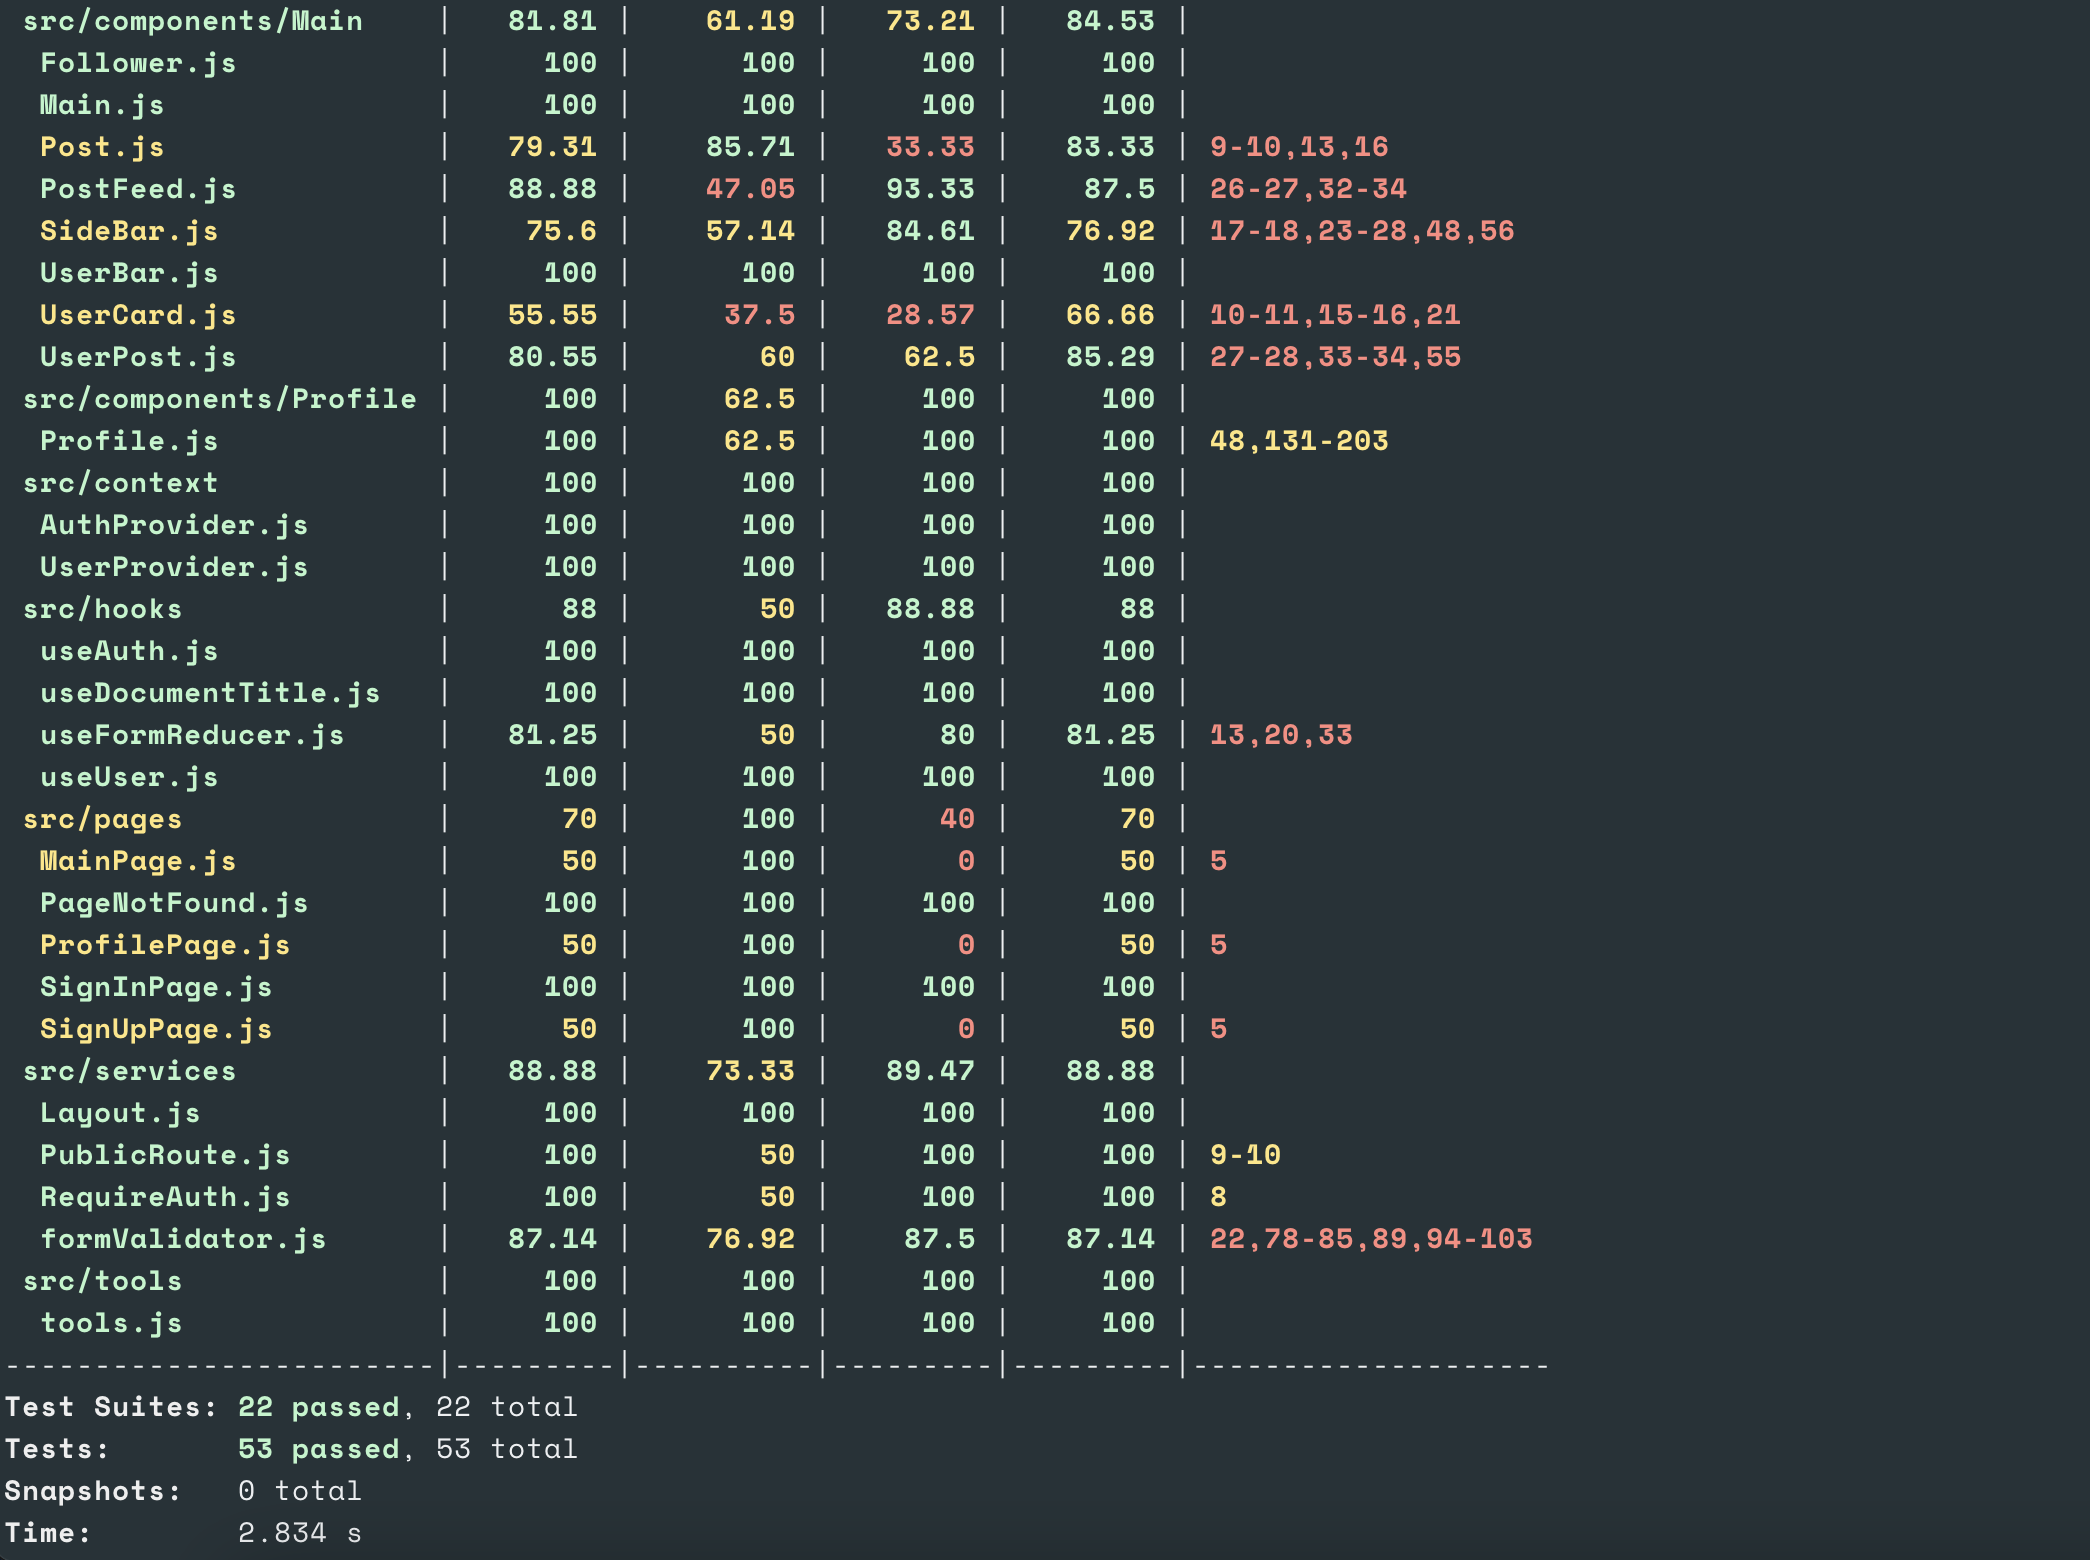 src/components/Main | 81.81 | 61.19 | 73.21 | 84.53 |
Follower.js | 100 | 100 | 100 | 100 |
Main.js | 100 | 100 | 100 | 100 |
Post.js | 79.31 | 85.71 | 33.33 | 83.33 | 9-10,13,16
PostFeed.js | 88.88 | 47.05 | 93.33 | 87.5 | 26-27,32-34
SideBar.js | 75.6 | 57.14 | 84.61 | 76.92 | 17-18,23-28,48,56
UserBar.js | 100 | 100 | 100 | 100 |
UserCard.js | 55.55 | 37.5 | 28.57 | 66.66 | 10-11,15-16,21
UserPost.js | 80.55 | 60 | 62.5 | 85.29 | 27-28,33-34,55
src/components/Profile | 100 | 62.5 | 100 | 100 |
Profile.js | 100 | 62.5 | 100 | 100 | 48,131-203
src/context | 100 | 100 | 100 | 100 |
AuthProvider.js | 100 | 100 | 100 | 100 |
UserProvider.js | 100 | 100 | 100 | 100 |
src/hooks | 88 | 50 | 88.88 | 88 |
useAuth.js | 100 | 100 | 100 | 100 |
useDocumentTitle.js | 100 | 100 | 100 | 100 |
useFormReducer.js | 81.25 | 50 | 80 | 81.25 | 13,20,33
useUser.js | 100 | 100 | 100 | 100 |
src/pages | 70 | 100 | 40 | 70 |
MainPage.js | 50 | 100 | 0 | 50 | 5
PageNotFound.js | 100 | 100 | 100 | 100 |
ProfilePage.js | 50 | 100 | 0 | 50 | 5
SignInPage.js | 100 | 100 | 100 | 100 |
SignUpPage.js | 50 | 100 | 0 | 50 | 5
src/services | 88.88 | 73.33 | 89.47 | 88.88 |
Layout.js | 100 | 100 | 100 | 100 |
PublicRoute.js | 100 | 50 | 100 | 100 | 9-10
RequireAuth.js | 100 | 50 | 100 | 100 | 8
formValidator.js | 87.14 | 76.92 | 87.5 | 87.14 | 22,78-85,89,94-103
src/tools | 100 | 100 | 100 | 100 |
tools.js | 100 | 100 | 100 | 100 |
------------------------|---------|----------|---------|---------|--------------------
Test Suites: 22 passed, 22 total
Tests: 53 passed, 53 total
Snapshots: 0 total
Time: 2.834 s